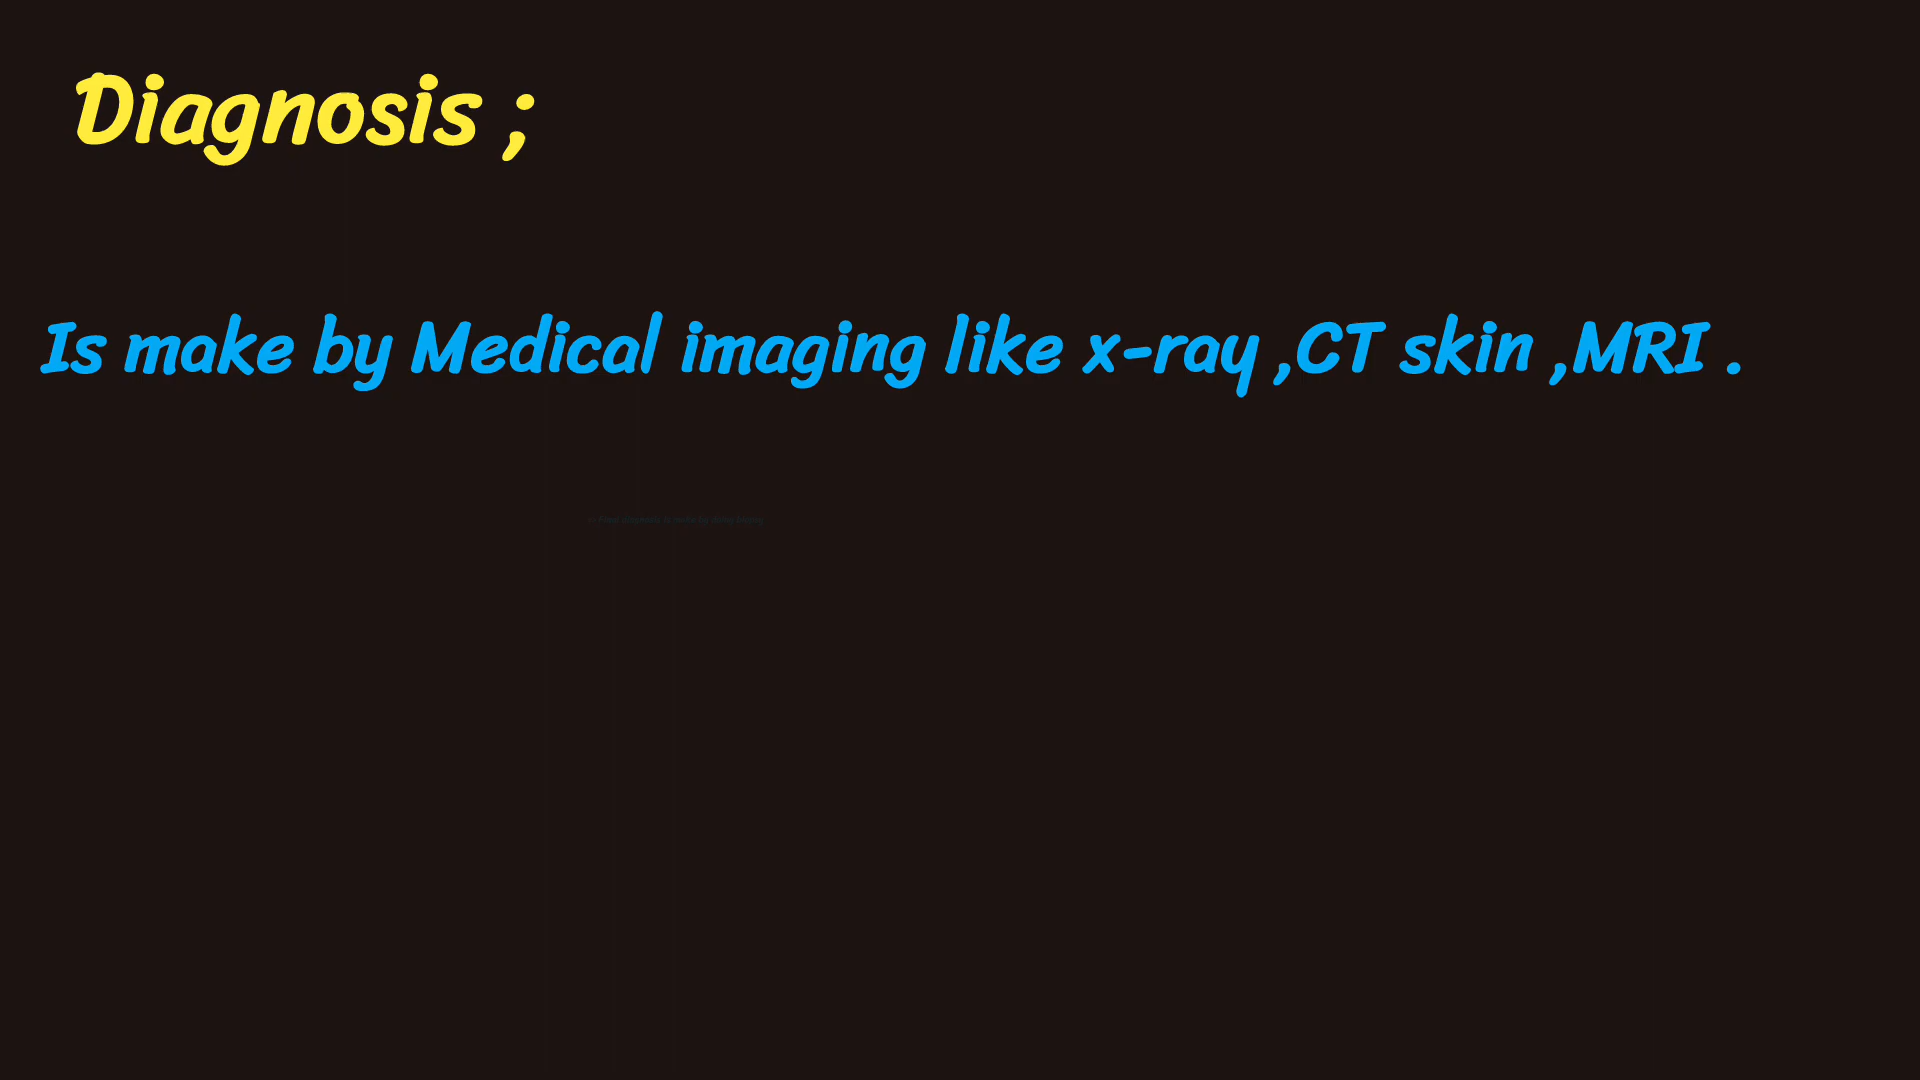 Diagnosis ;
Is make by Medical imaging like x-ray ,CT skin ,MRI .